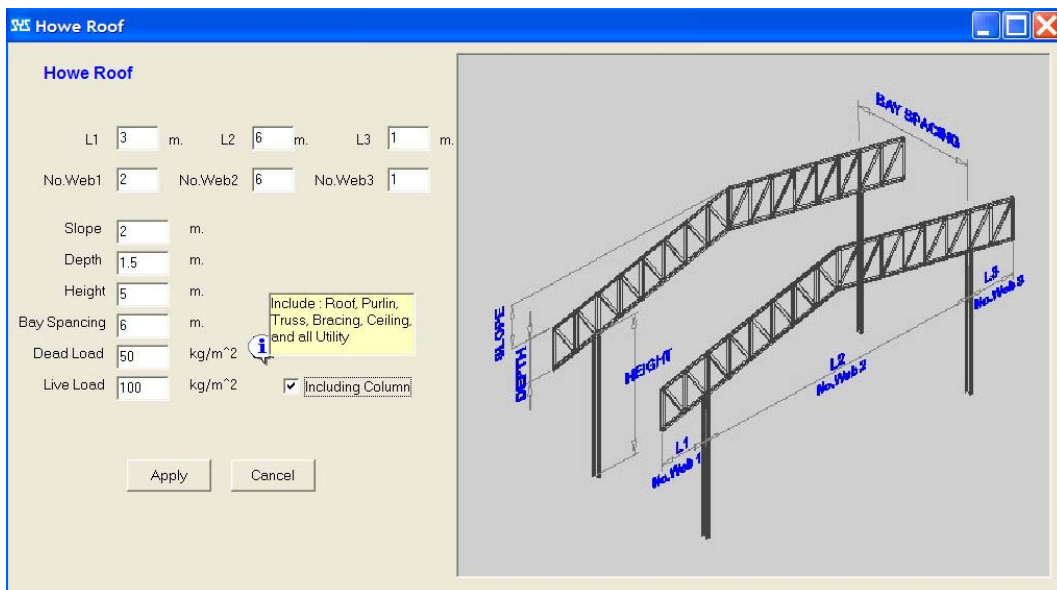 SYS Howe Roof
Howe Roof
L1 3 m. L2 6 m. L3 1 m.
No.Web1 2 No.Web2 6 No.Web3 1
Slope 2 m.
Depth 1.5 m.
Height 5 m.
Bay Spancing 6 m.
Dead Load 50 kg/m^2
Live Load 100 kg/m^2
Include : Roof, Purlin,
Truss, Bracing, Ceiling,
and all Utility
Including Column
Apply Cancel
BAY SPACING
SLOPE
DEPTH
HEIGHT
L1
No.Web 1
L2
No.Web 2
L3
No.Web 3